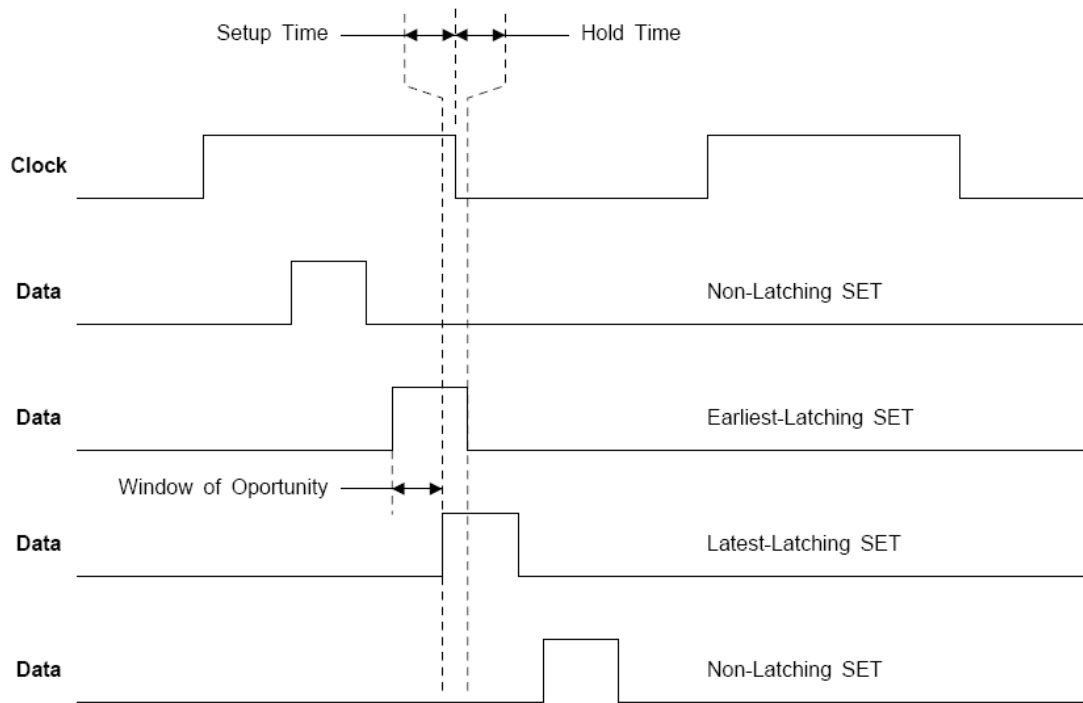 Setup Time
Hold Time
Clock
Data
Non-Latching SET
Data
Earliest-Latching SET
Window of Oportunity
Data
Latest-Latching SET
Data
Non-Latching SET